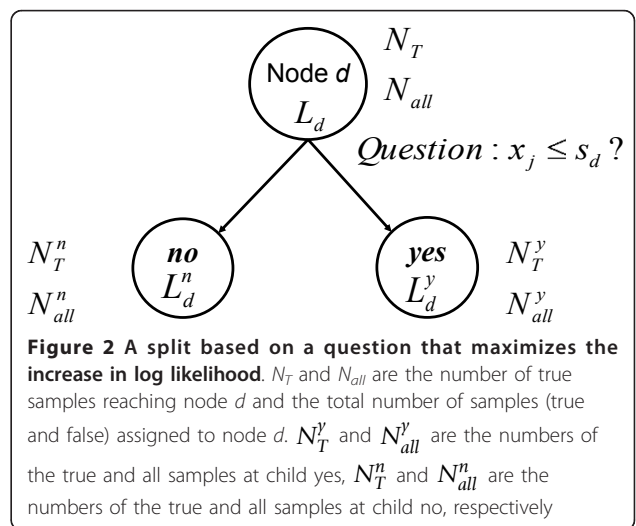 N_T
Node d
N_all
L_d
Question : x_j ≤ s_d ?
N_T^n
no
yes
N_T^y
L_d^n
L_d^y
N_all^n
N_all^y
Figure 2 A split based on a question that maximizes the
increase in log likelihood. N_T and N_all are the number of true
samples reaching node d and the total number of samples (true
and false) assigned to node d. N_T^y and N_all^y are the numbers of
the true and all samples at child yes, N_T^n and N_all^n are the
numbers of the true and all samples at child no, respectively